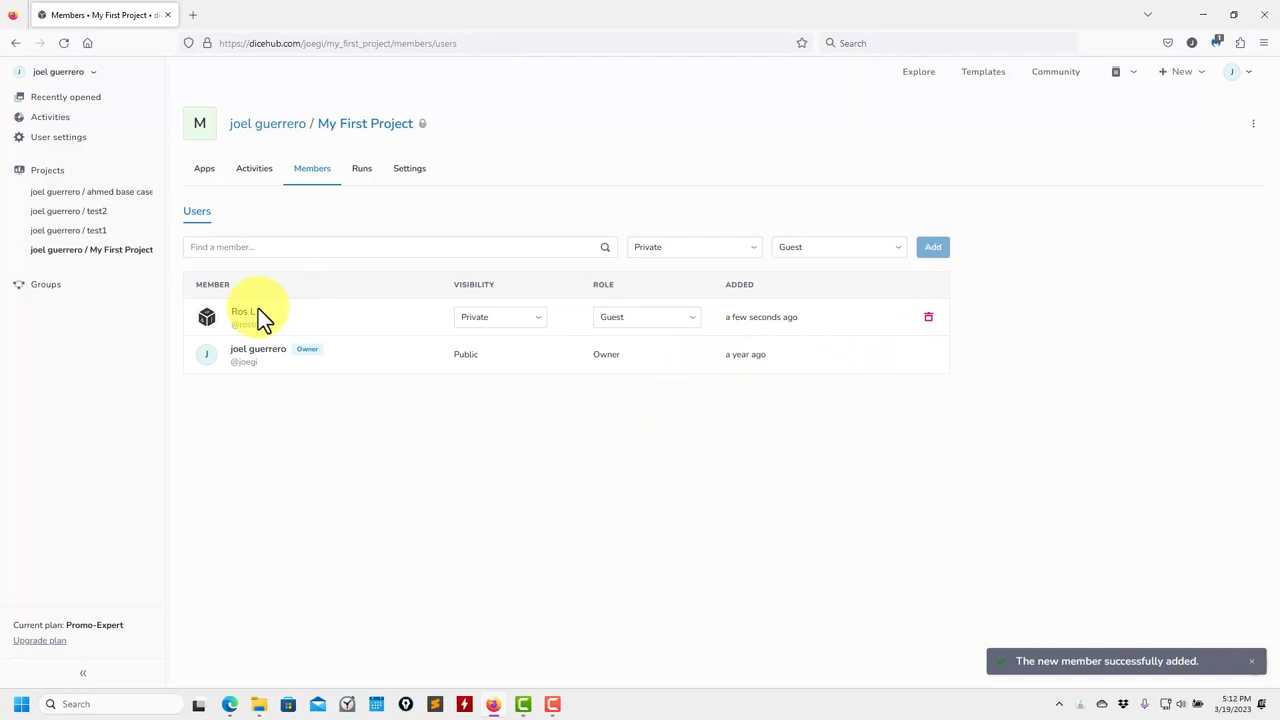 Members • My First Project • di
https://dicehub.com/joegi/my_first_project/members/users
Search
J
1
J joel guerrero
Explore
Templates
Community
New
J
Recently opened
Activities
User settings
Projects
joel guerrero / ahmed base case
joel guerrero / test2
joel guerrero / test1
joel guerrero / My First Project
Groups
M
joel guerrero / My First Project
Apps
Activities
Members
Runs
Settings
Users
Find a member...
Private
Guest
Add
MEMBER
VISIBILITY
ROLE
ADDED
Ros
Private
Guest
a few seconds ago
J
joel guerrero
Owner
@joegi
Public
Owner
a year ago
Current plan: Promo-Expert
Upgrade plan
The new member successfully added.
Search
5:12 PM
3/19/2023